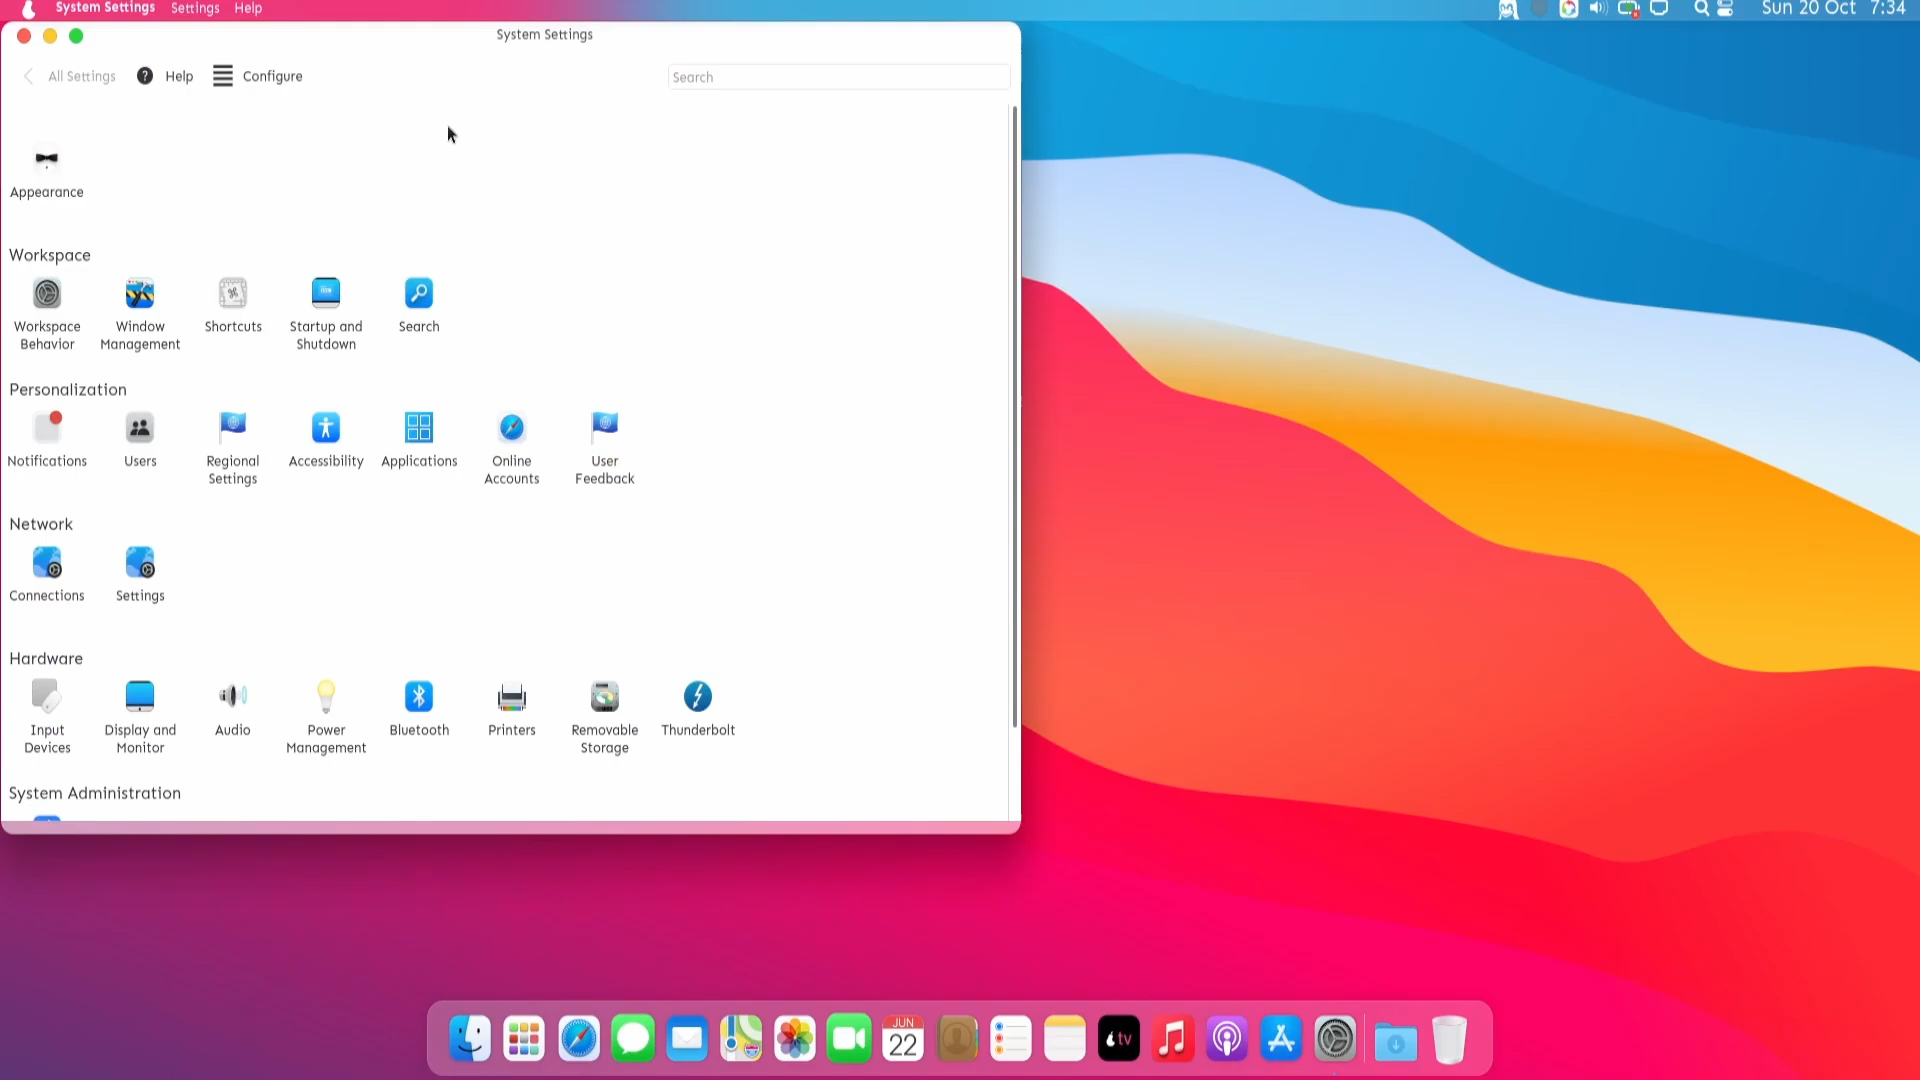 System Settings Settings Help Sun 20 Oct 7:34
System Settings
All Settings ? Help Configure Search
Appearance
Workspace
Workspace Behavior
Window Management
Shortcuts
Startup and Shutdown
Search
Personalization
Notifications
Users
Regional Settings
Accessibility
Applications
Online Accounts
User Feedback
Network
Connections
Settings
Hardware
Input Devices
Display and Monitor
Audio
Power Management
Bluetooth
Printers
Removable Storage
Thunderbolt
System Administration
JUN
22
tv